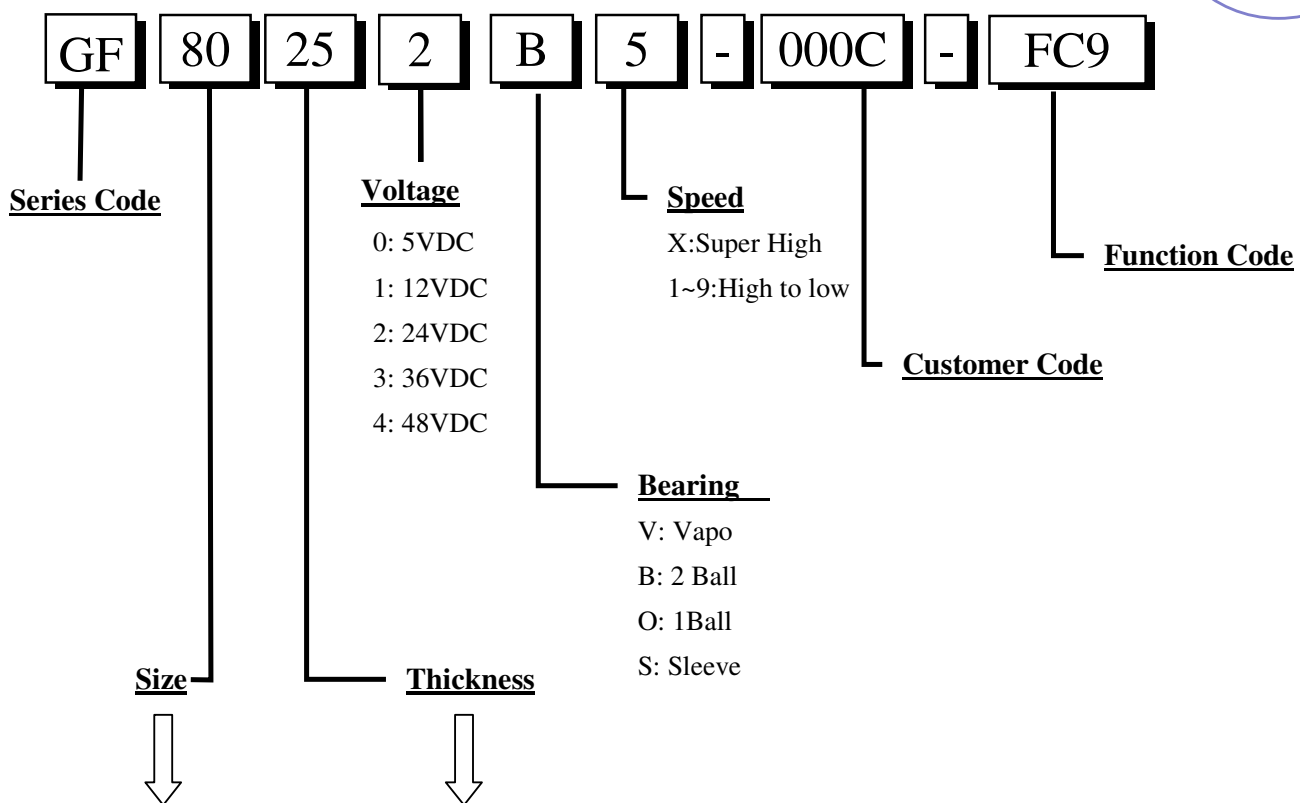 GF 80 25 2 B 5 - 000C - FC9
Series Code
Voltage
0: 5VDC
1: 12VDC
2: 24VDC
3: 36VDC
4: 48VDC
Speed
X:Super High
1~9:High to low
Function Code
Customer Code
Bearing
V: Vapo
B: 2 Ball
O: 1Ball
S: Sleeve
Size
Thickness